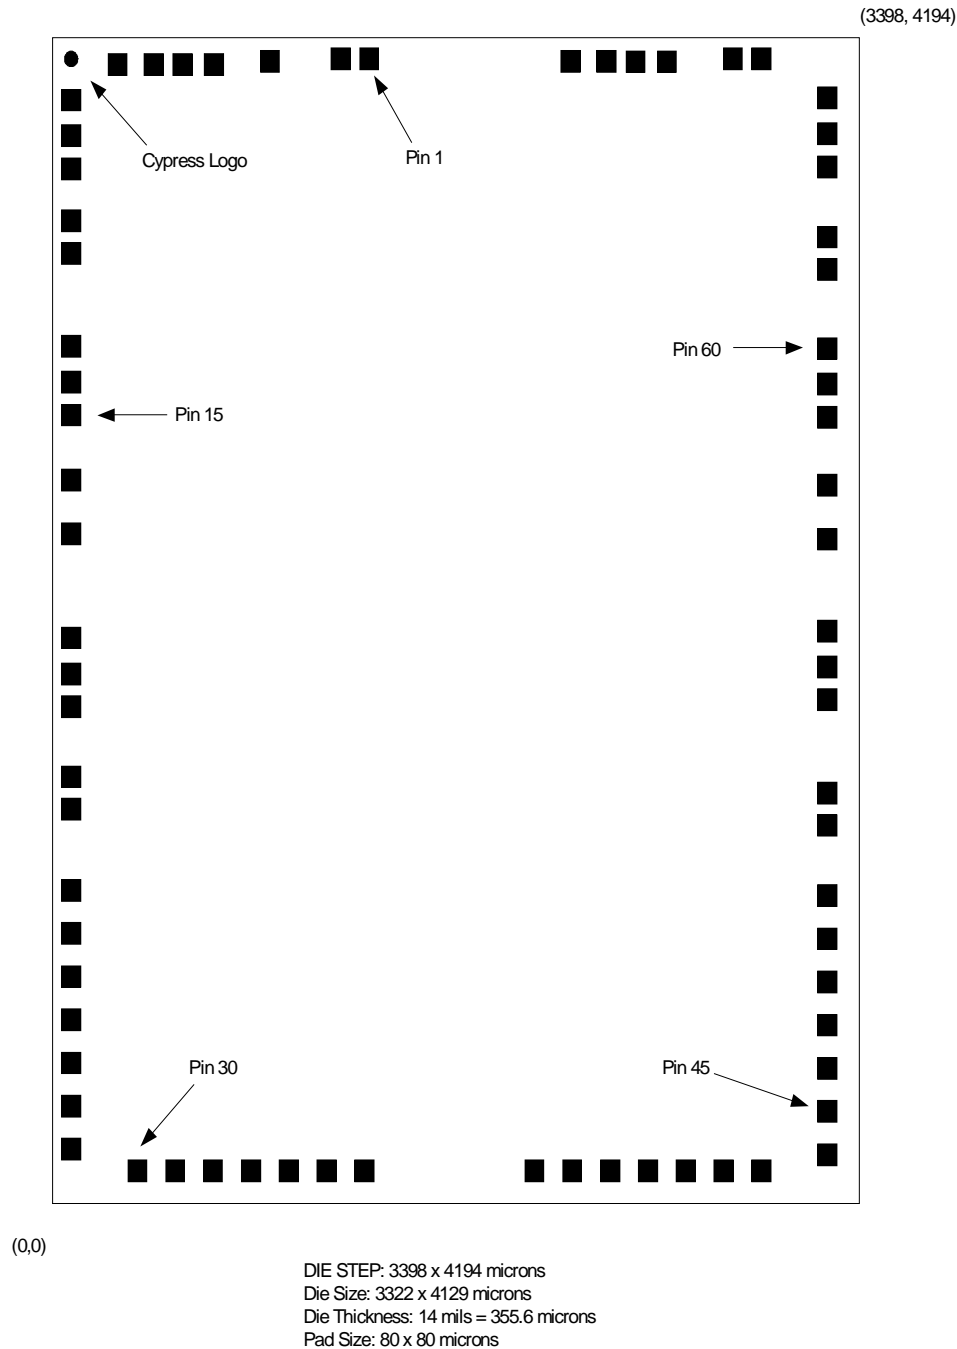 (3398, 4194)
Cypress Logo
Pin 1
Pin 60
Pin 15
Pin 30
Pin 45
(0,0)
DIE STEP: 3398 x 4194 microns
Die Size: 3322 x 4129 microns
Die Thickness: 14 mils = 355.6 microns
Pad Size: 80 x 80 microns